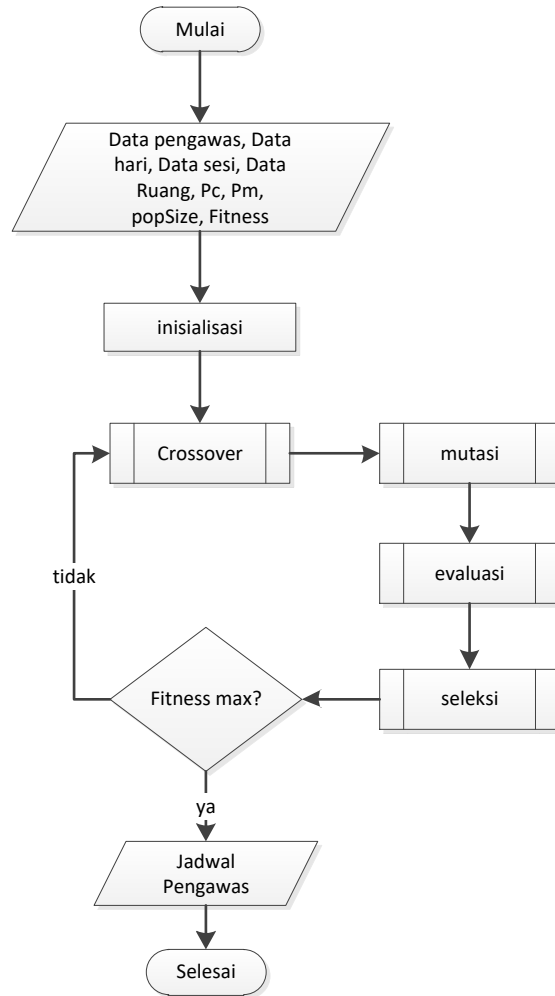 Mulai
Data pengawas, Data
hari, Data sesi, Data
Ruang, Pc, Pm,
popSize, Fitness
inisialisasi
Crossover
mutasi
evaluasi
seleksi
Fitness max?
tidak
ya
Jadwal
Pengawas
Selesai